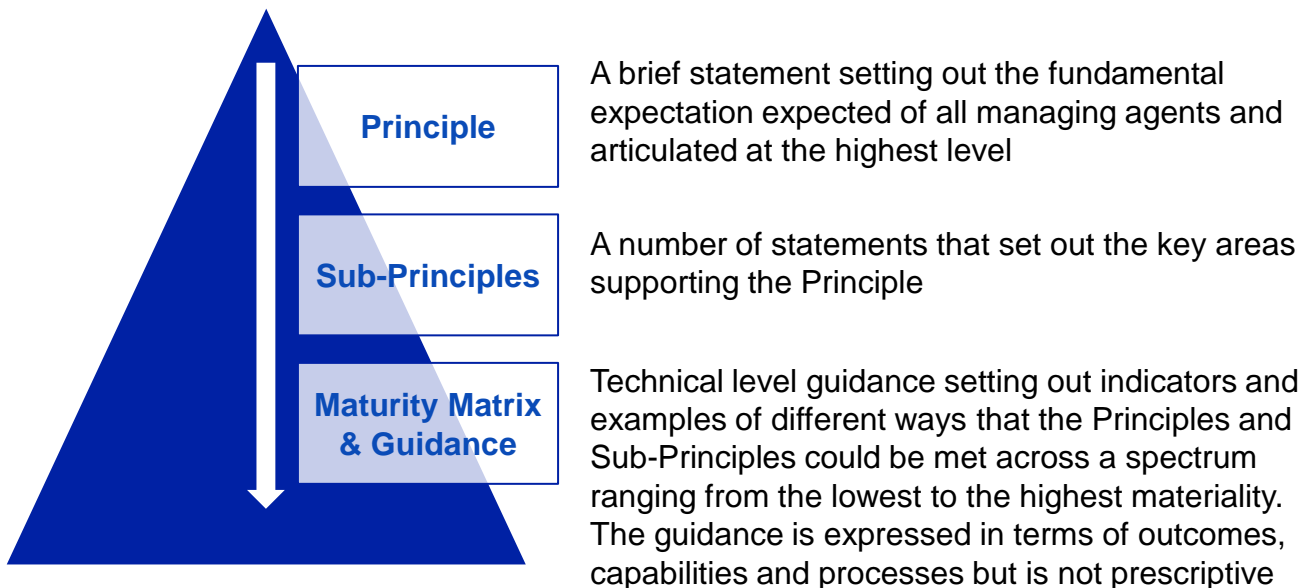 Principle
A brief statement setting out the fundamental
expectation expected of all managing agents and
articulated at the highest level
Sub-Principles
A number of statements that set out the key areas
supporting the Principle
Maturity Matrix
& Guidance
Technical level guidance setting out indicators and
examples of different ways that the Principles and
Sub-Principles could be met across a spectrum
ranging from the lowest to the highest materiality.
The guidance is expressed in terms of outcomes,
capabilities and processes but is not prescriptive